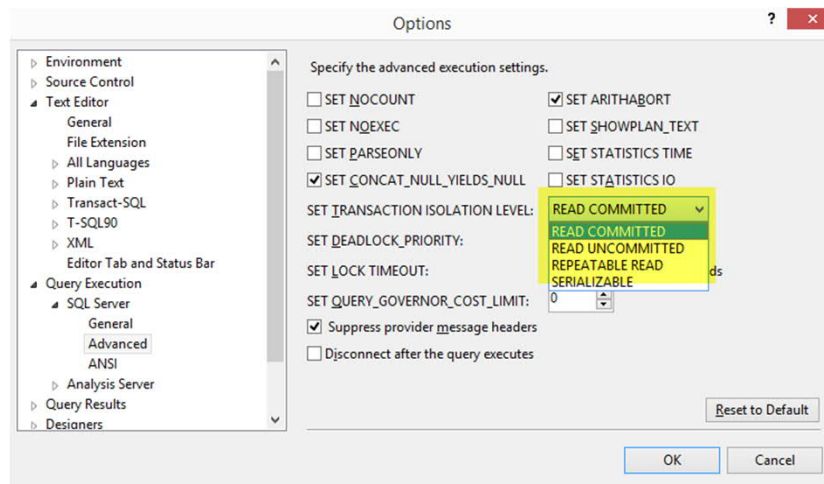 Options
?
Environment
Source Control
Text Editor
General
File Extension
All Languages
Plain Text
Transact-SQL
T-SQL90
XML
Editor Tab and Status Bar
Query Execution
SQL Server
General
Advanced
ANSI
Analysis Server
Query Results
Designers
Specify the advanced execution settings.
SET NOCOUNT
SET ARITHABORT
SET NOEXEC
SET SHOWPLAN_TEXT
SET PARSEONLY
SET STATISTICS TIME
SET CONCAT_NULL_YIELDS_NULL
SET STATISTICS IO
SET TRANSACTION ISOLATION LEVEL:
READ COMMITTED
READ COMMITTED
READ UNCOMMITTED
REPEATABLE READ
SERIALIZABLE
SET DEADLOCK_PRIORITY:
SET LOCK TIMEOUT:
ds
SET QUERY_GOVERNOR_COST_LIMIT:
0
Suppress provider message headers
Disconnect after the query executes
Reset to Default
OK
Cancel